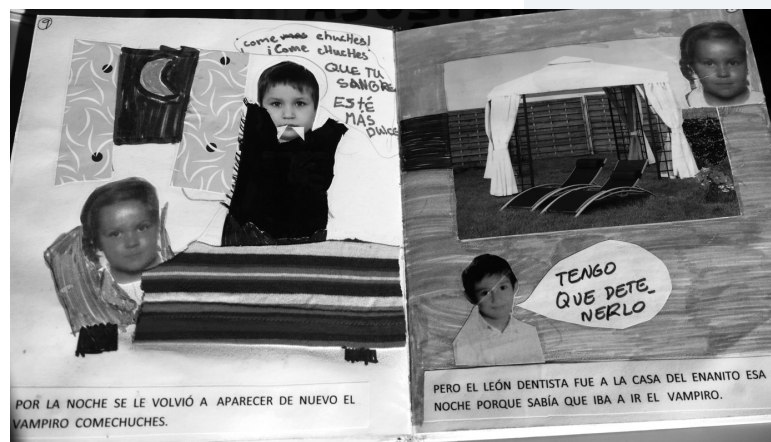 9
¡come mas chuches!
¡Come chuches
QUE TU
SANGRE
ESTÉ
MÁS
DULCE
POR LA NOCHE SE LE VOLVIÓ A APARECER DE NUEVO EL
VAMPIRO COMECHUCHES.
TENGO
QUE DETE_
NERLO
PERO EL LEÓN DENTISTA FUE A LA CASA DEL ENANITO ESA
NOCHE PORQUE SABÍA QUE IBA A IR EL VAMPIRO.